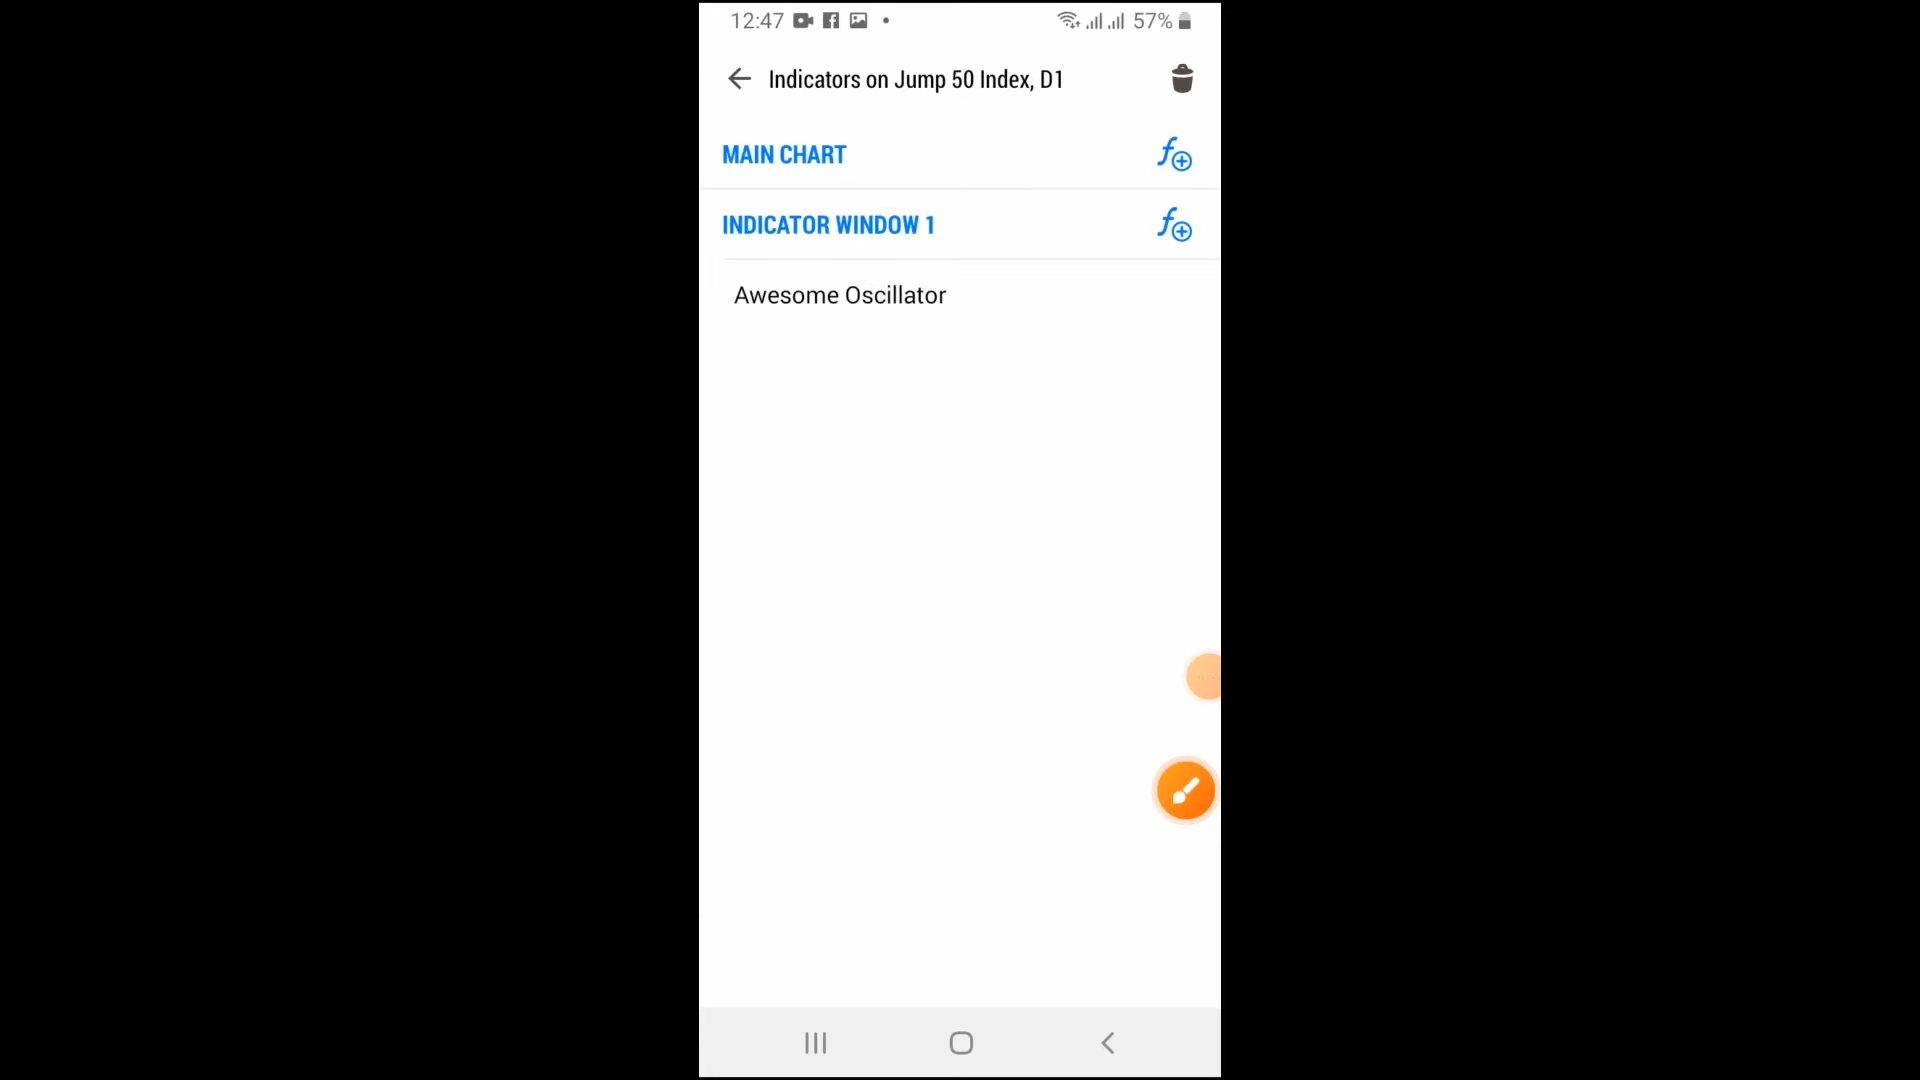 12:47 57%
Indicators on Jump 50 Index, D1
MAIN CHART
INDICATOR WINDOW 1
Awesome Oscillator